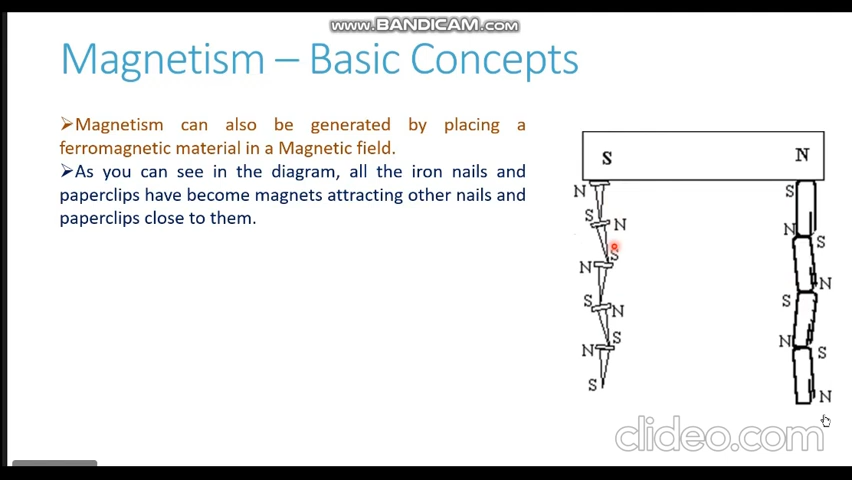 www.BANDICAM.com
Magnetism – Basic Concepts
➢Magnetism can also be generated by placing a
ferromagnetic material in a Magnetic field.
➢As you can see in the diagram, all the iron nails and
paperclips have become magnets attracting other nails and
paperclips close to them.
S N
N S
S N N S
S
N N
S N S
S N S
N
S N
clideo.com